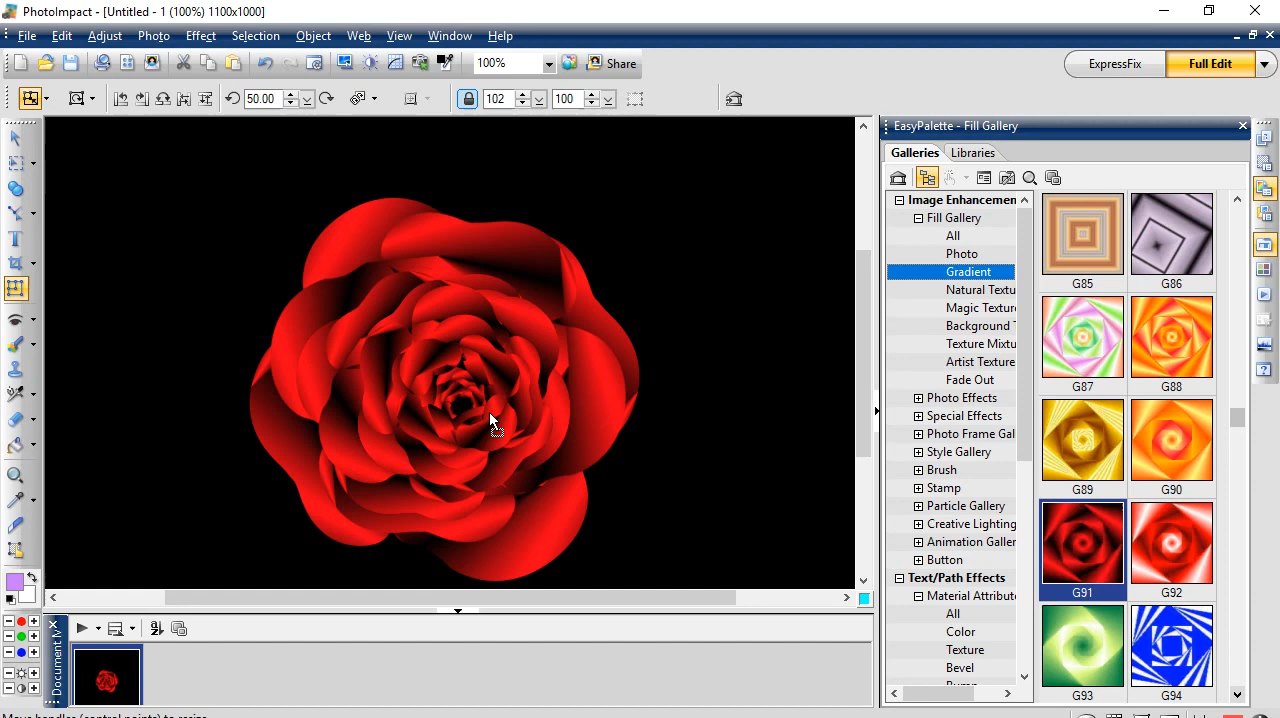 PhotoImpact - [Untitled - 1 (100%) 1100x1000]
File Edit Adjust Photo Effect Selection Object Web View Window Help
100% Share ExpressFix Full Edit
50.00 102 100
EasyPalette - Fill Gallery
Galleries Libraries
Image Enhancemen
Fill Gallery
All
Photo
Gradient
Natural Textu
Magic Textur
Background T
Texture Mixtu
Artist Texture
Fade Out
Photo Effects
Special Effects
Photo Frame Gal
Style Gallery
Brush
Stamp
Particle Gallery
Creative Lighting
Animation Galler
Button
Text/Path Effects
Material Attribut
All
Color
Texture
Bevel
G85 G86
G87 G88
G89 G90
G91 G92
G93 G94
Document M
Move handles (control points) to resize